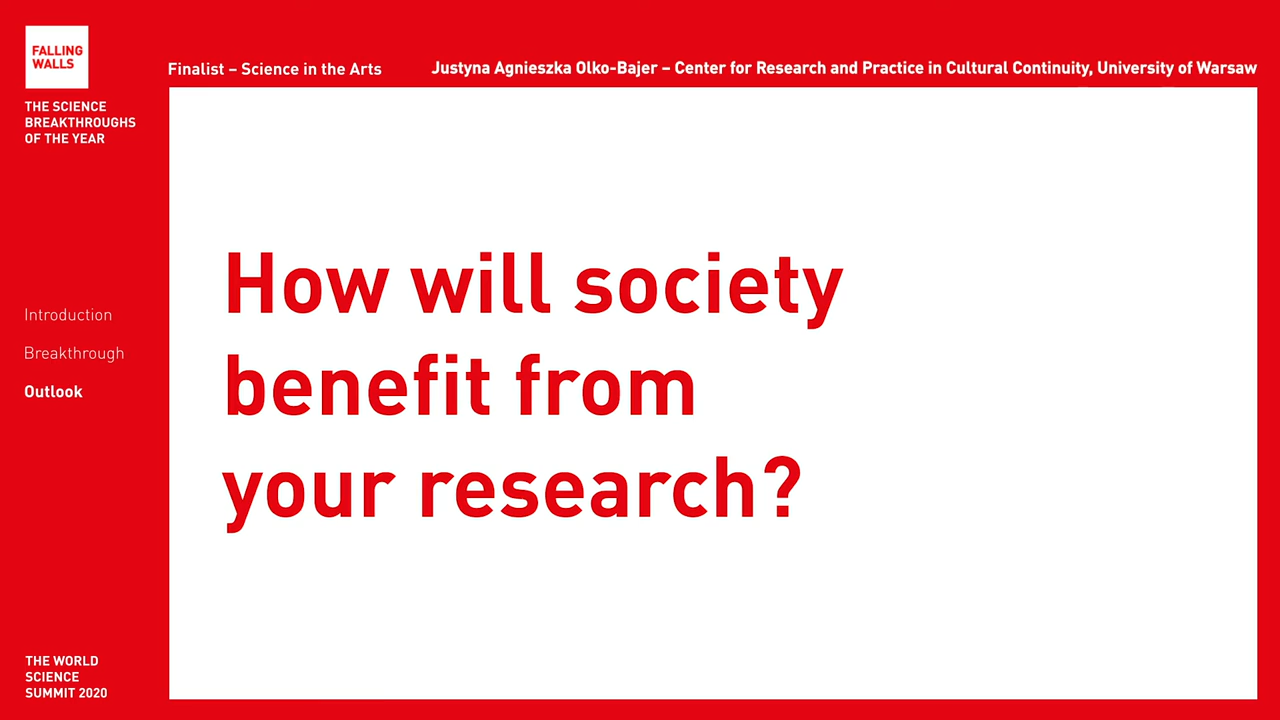 FALLING
WALLS
THE SCIENCE
BREAKTHROUGHS
OF THE YEAR
Finalist – Science in the Arts
Justyna Agnieszka Olko-Bajer – Center for Research and Practice in Cultural Continuity, University of Warsaw
Introduction
Breakthrough
Outlook
How will society
benefit from
your research?
THE WORLD
SCIENCE
SUMMIT 2020